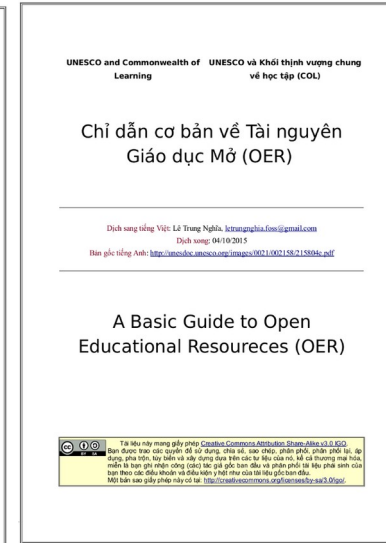 UNESCO and Commonwealth of Learning
UNESCO và Khối thịnh vượng chung về học tập (COL)
Chỉ dẫn cơ bản về Tài nguyên
Giáo dục Mở (OER)
Dịch sang tiếng Việt: Lê Trung Nghĩa, letrungnghia.foss@gmail.com
Dịch xong: 04/10/2015
Bản gốc tiếng Anh: http://unesdoc.unesco.org/images/0021/002158/215804e.pdf
A Basic Guide to Open
Educational Resoureces (OER)
cc BY SA
Tài liệu này mang giấy phép Creative Commons Attribution Share-Alike v3.0 IGO.
Bạn được trao các quyền để sử dụng, chia sẻ, sao chép, phân phối, phân phối lại, áp
dụng, pha trộn, tùy biến và xây dựng dựa trên các tư liệu của nó, kể cả thương mại hóa,
miễn là bạn ghi nhận công (các) tác giả gốc ban đầu và phân phối tài liệu phái sinh của
bạn theo các điều khoản và điều kiện y hệt như của tài liệu gốc ban đầu.
Một bản sao giấy phép này có tại: http://creativecommons.org/licenses/by-sa/3.0/igo/.